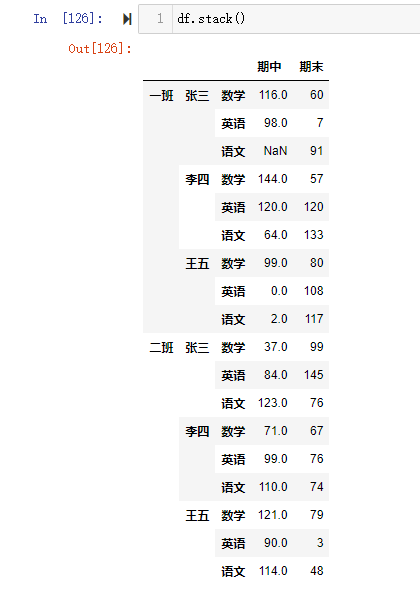 In [126]: 1 df.stack()
Out[126]:
期中 期末
一班 张三 数学 116.0 60
英语 98.0 7
语文 NaN 91
李四 数学 144.0 57
英语 120.0 120
语文 64.0 133
王五 数学 99.0 80
英语 0.0 108
语文 2.0 117
二班 张三 数学 37.0 99
英语 84.0 145
语文 123.0 76
李四 数学 71.0 67
英语 99.0 76
语文 110.0 74
王五 数学 121.0 79
英语 90.0 3
语文 114.0 48